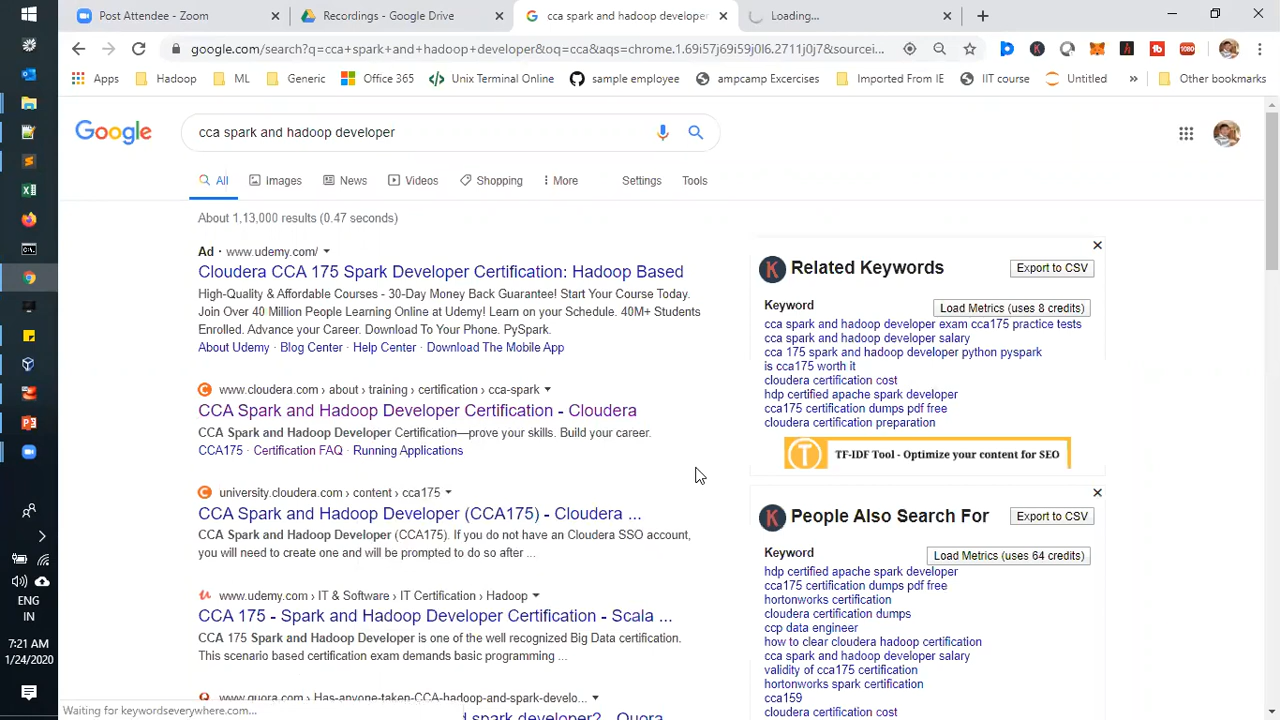 Post Attendee - Zoom
Recordings - Google Drive
cca spark and hadoop developer
Loading...
google.com/search?q=cca+spark+and+hadoop+developer&oq=cca&aqs=chrome.1.69i57j69i59j0l6.2711j0j7&sourcei...
Apps
Hadoop
ML
Generic
Office 365
Unix Terminal Online
sample employee
ampcamp Excercises
Imported From IE
IIT course
Untitled
»
Other bookmarks
Google
cca spark and hadoop developer
All
Images
News
Videos
Shopping
More
Settings
Tools
About 1,13,000 results (0.47 seconds)
Ad · www.udemy.com/
Cloudera CCA 175 Spark Developer Certification: Hadoop Based
High-Quality & Affordable Courses - 30-Day Money Back Guarantee! Start Your Course Today.
Join Over 40 Million People Learning Online at Udemy! Learn on your Schedule. 40M+ Students
Enrolled. Advance your Career. Download To Your Phone. PySpark.
About Udemy · Blog Center · Help Center · Download The Mobile App
www.cloudera.com › about › training › certification › cca-spark
CCA Spark and Hadoop Developer Certification - Cloudera
CCA Spark and Hadoop Developer Certification—prove your skills. Build your career.
CCA175 · Certification FAQ · Running Applications
university.cloudera.com › content › cca175
CCA Spark and Hadoop Developer (CCA175) - Cloudera ...
CCA Spark and Hadoop Developer (CCA175). If you do not have an Cloudera SSO account,
you will need to create one and will be prompted to do so after ...
www.udemy.com › IT & Software › IT Certification › Hadoop
CCA 175 - Spark and Hadoop Developer Certification - Scala ...
CCA 175 Spark and Hadoop Developer is one of the well recognized Big Data certification.
This scenario based certification exam demands basic programming ...
www.quora.com › Has-anyone-taken-CCA-hadoop-and-spark-develo...
d spark developer? - Quora
K Related Keywords
Export to CSV
Keyword
Load Metrics (uses 8 credits)
cca spark and hadoop developer exam cca175 practice tests
cca spark and hadoop developer salary
cca 175 spark and hadoop developer python pyspark
is cca175 worth it
cloudera certification cost
hdp certified apache spark developer
cca175 certification dumps pdf free
cloudera certification preparation
T TF-IDF Tool - Optimize your content for SEO
K People Also Search For
Export to CSV
Keyword
Load Metrics (uses 64 credits)
hdp certified apache spark developer
cca175 certification dumps pdf free
hortonworks certification
cloudera certification dumps
ccp data engineer
how to clear cloudera hadoop certification
cca spark and hadoop developer salary
validity of cca175 certification
hortonworks spark certification
cca159
cloudera certification cost
Waiting for keywordseverywhere.com...
ENG
IN
7:21 AM
1/24/2020